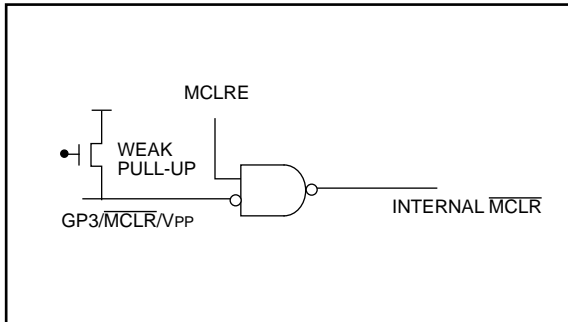 MCLRE
WEAK
PULL-UP
GP3/MCLR/VPP
INTERNAL MCLR